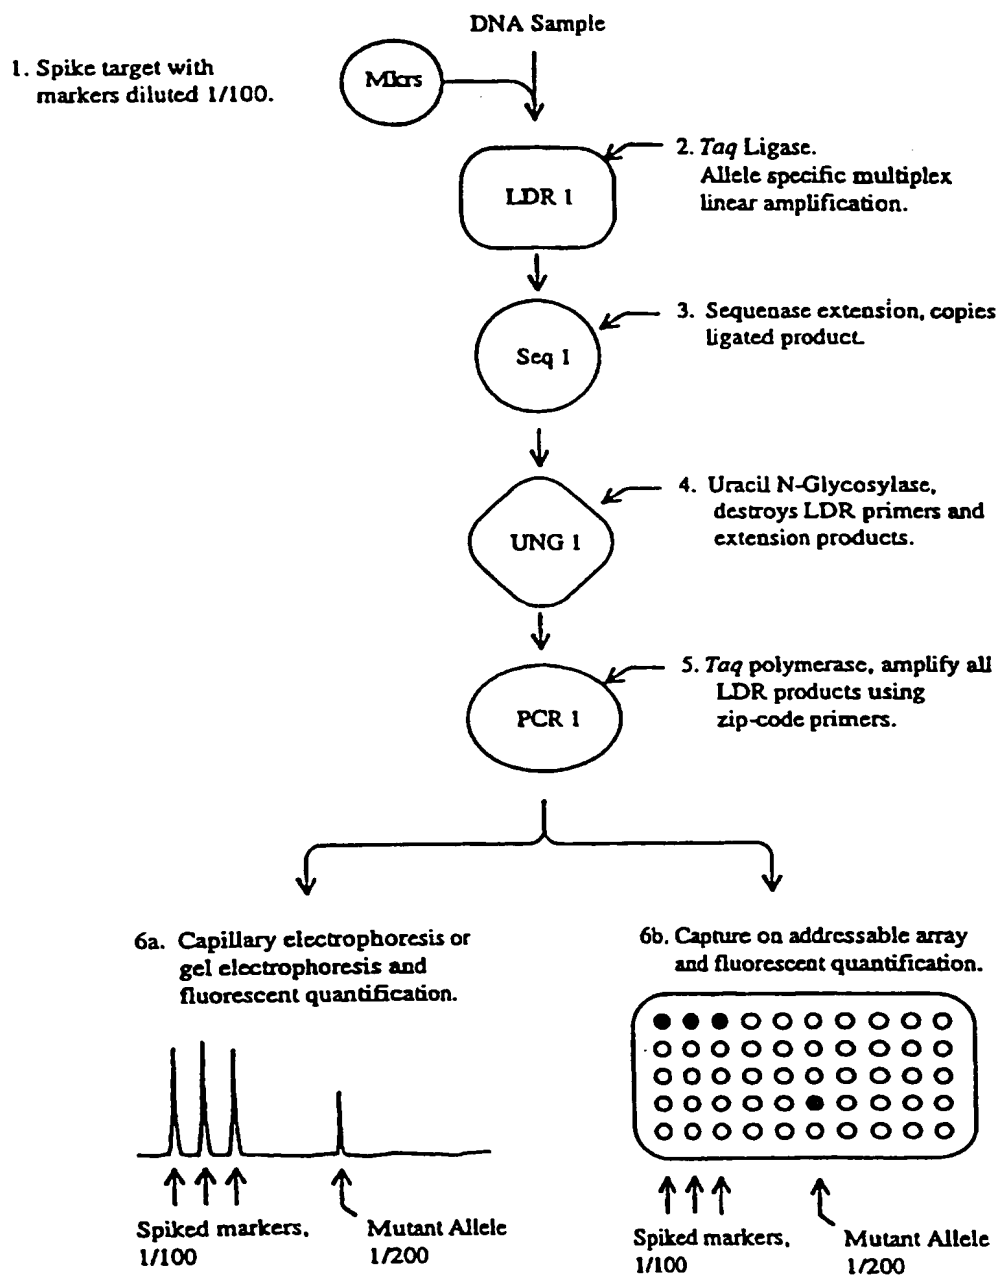 DNA Sample
1. Spike target with
markers diluted 1/100.
Mkrs
2. Taq Ligase.
Allele specific multiplex
linear amplification.
LDR 1
3. Sequenase extension, copies
ligated product.
Seq 1
4. Uracil N-Glycosylase,
destroys LDR primers and
extension products.
UNG 1
5. Taq polymerase, amplify all
LDR products using
zip-code primers.
PCR 1
6a. Capillary electrophoresis or
gel electrophoresis and
fluorescent quantification.
6b. Capture on addressable array
and fluorescent quantification.
Spiked markers,
1/100
Mutant Allele
1/200
Spiked markers,
1/100
Mutant Allele
1/200